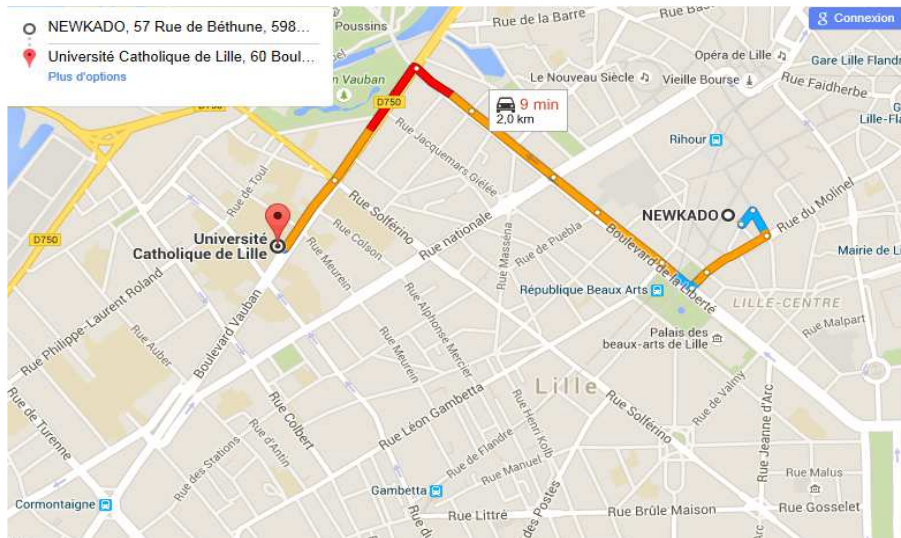 NEWKADO, 57 Rue de Béthune, 598...
Université Catholique de Lille, 60 Boul...
Plus d'options
Connexion
Poussins
Rue de la Barre
Opéra de Lille
Gare Lille Flandre
n Vauban
Le Nouveau Siècle
Vieille Bourse
Rue Faidherbe
D750
9 min
2,0 km
Gare
Lille-Fla
Rue Jacquemars Giélée
Rihour
Rue de Toul
Rue Solférino
Rue nationale
Rue Masséna
NEWKADO
Rue du Molinel
D750
Université
Catholique de Lille
Rue Colson
Rue Meurein
Rue de Puebla
Boulevard de la Liberté
Mairie de Li
République Beaux Arts
LILLE-CENTRE
Rue Philippe-Laurent Roland
Boulevard Vauban
Rue Alphonse Mercier
Palais des
beaux-arts de Lille
Rue Malpart
Rue Auber
Rue Meurein
Lille
Rue de Valmy
Rue de Turenne
Rue Colbert
Rue Léon Gambetta
Rue Henri Kolb
Rue Solférino
Rue Jeanne d'Arc
Rue d'Antin
Rue des Stations
Rue de Flandre
Rue Manuel
Rue Malus
Cormontaigne
Gambetta
des Postes
Rue Gosselet
Rue du
Rue Littré
Rue Brûle Maison